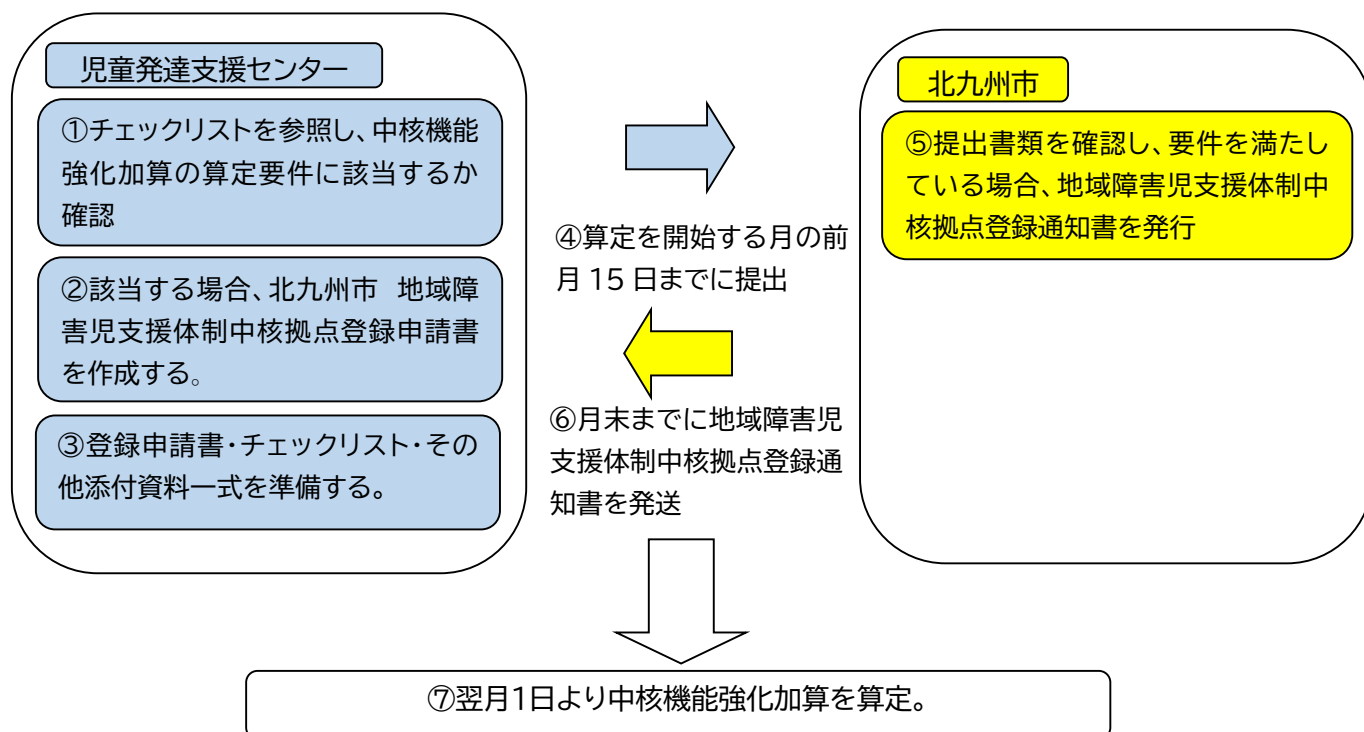 児童発達支援センター
①チェックリストを参照し、中核機能
強化加算の算定要件に該当するか
確認
②該当する場合、北九州市　地域障
害児支援体制中核拠点登録申請書
を作成する。
③登録申請書・チェックリスト・その
他添付資料一式を準備する。
④算定を開始する月の前
月15日までに提出
⑥月末までに地域障害児
支援体制中核拠点登録通
知書を発送
北九州市
⑤提出書類を確認し、要件を満たし
ている場合、地域障害児支援体制中
核拠点登録通知書を発行
⑦翌月1日より中核機能強化加算を算定。